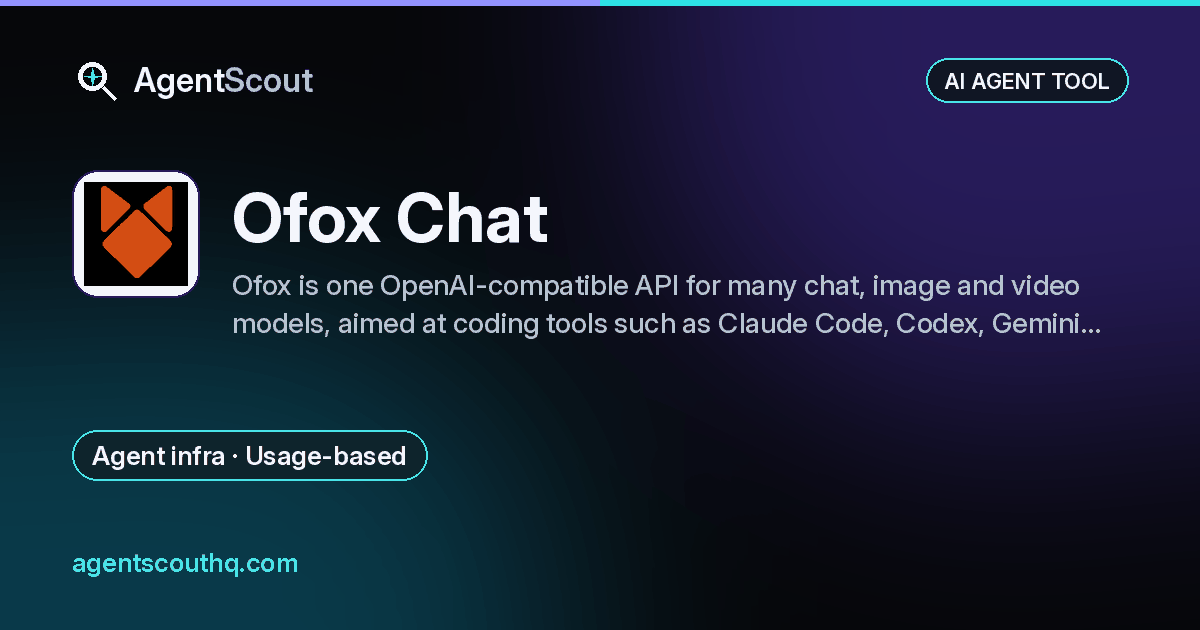 AgentScout
AI AGENT TOOL
Ofox Chat
Ofox is one OpenAI-compatible API for many chat, image and video
models, aimed at coding tools such as Claude Code, Codex, Gemini...
Agent infra · Usage-based
agentscouthq.com